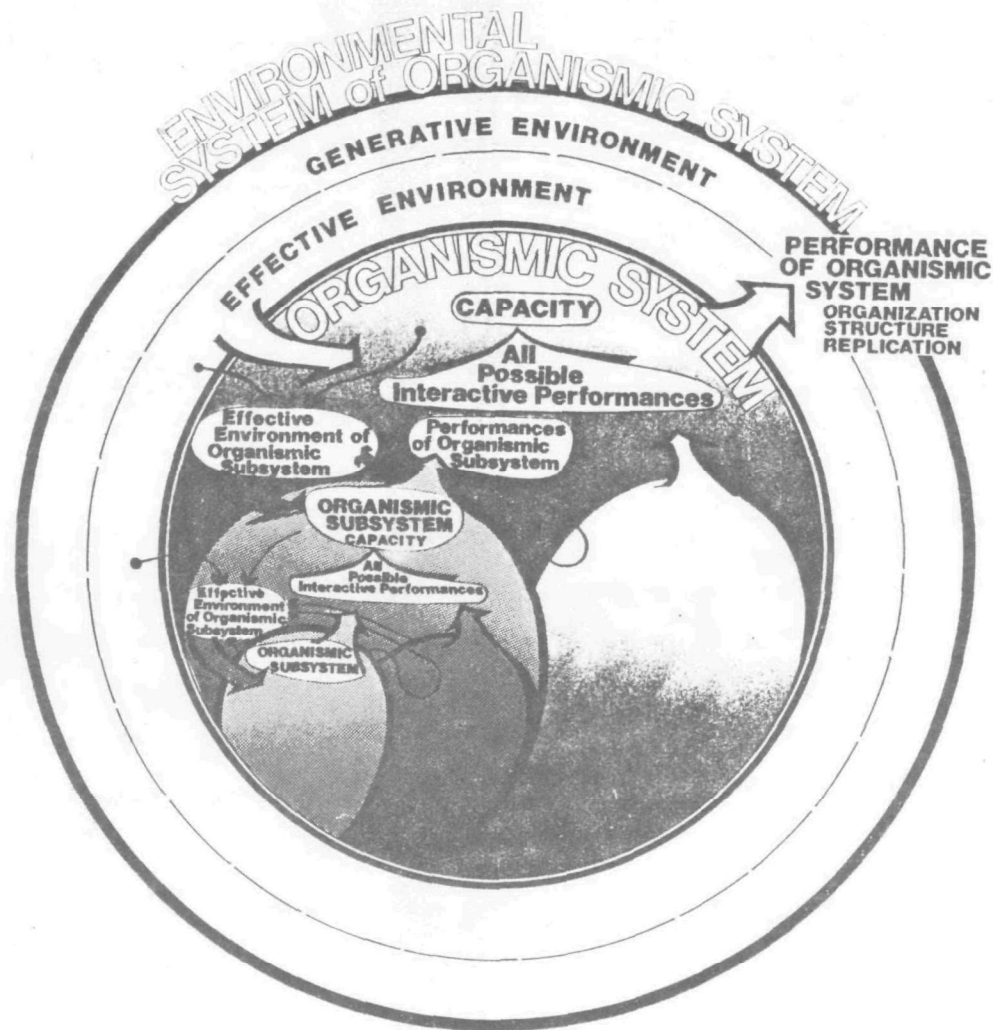 ENVIRONMENTAL
SYSTEM of ORGANISMIC SYSTEM
GENERATIVE ENVIRONMENT
EFFECTIVE ENVIRONMENT
ORGANISMIC SYSTEM
PERFORMANCE
OF ORGANISMIC
SYSTEM
ORGANIZATION
STRUCTURE
REPLICATION
CAPACITY
All
Possible
Interactive Performances
Effective
Environment of
Organismic
Subsystem
Performances
of Organismic
Subsystem
ORGANISMIC
SUBSYSTEM
CAPACITY
All
Possible
Interactive Performances
Effective
Environment
of Organismic
Subsystem
ORGANISMIC
SUBSYSTEM